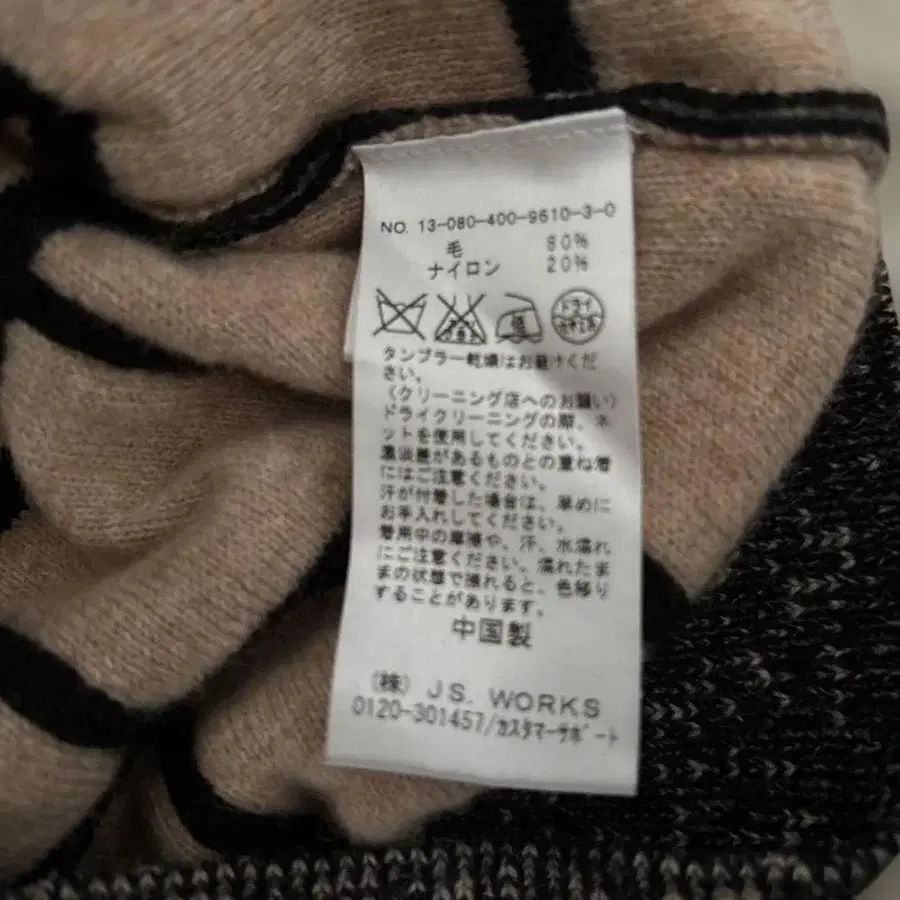 NO. 13-080-400-9610-3-0
毛 80%
ナイロン 20%
低 ドライ
タンブラー乾燥はお避けくだ
さい。
〈クリーニング店へのお願い〉
ドライクリーニングの際、ネ
ットを使用してください。
濃淡差があるものとの重ね着
にはご注意ください。
汗が付着した場合は、早めに
お手入れしてください。
着用中の摩擦や、汗、水濡れ
にご注意ください。濡れたま
まの状態で擦れると、色移り
することがあります。
中国製
(株) J.S. WORKS
0120-301457/カスタマーサポート